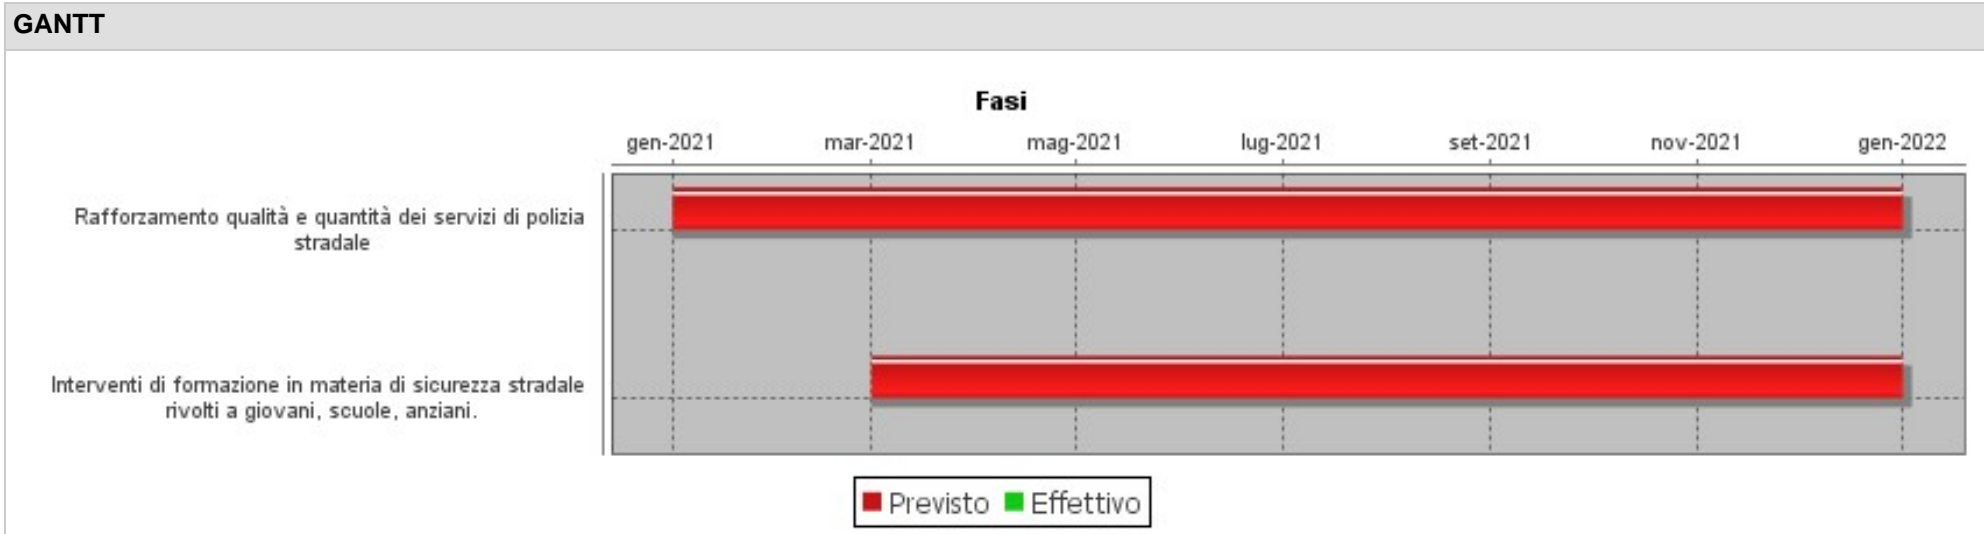 GANTT
Fasi
gen-2021 mar-2021 mag-2021 lug-2021 set-2021 nov-2021 gen-2022
Rafforzamento qualità e quantità dei servizi di polizia
stradale
Interventi di formazione in materia di sicurezza stradale
rivolti a giovani, scuole, anziani.
Previsto Effettivo